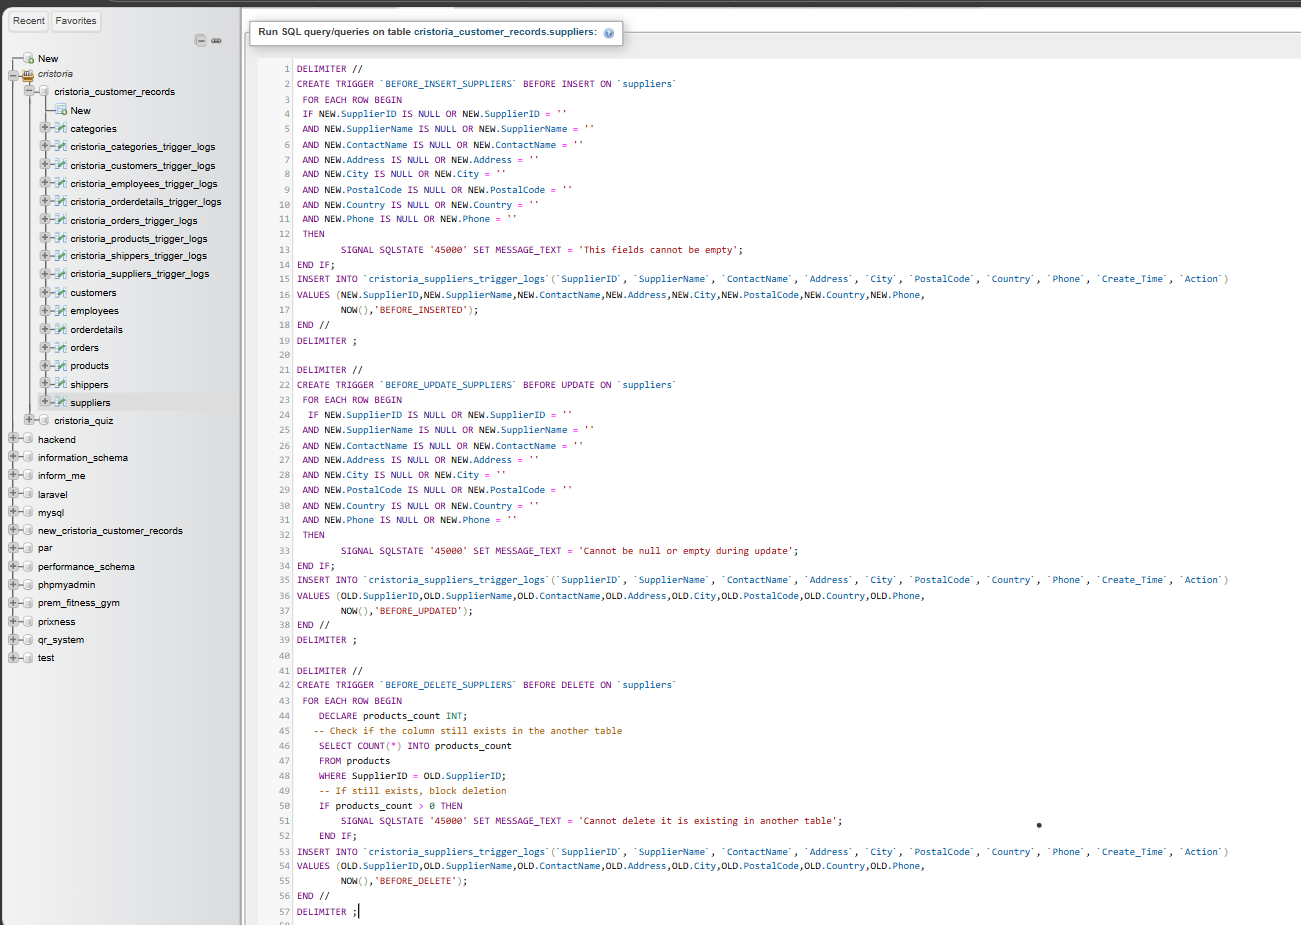 Recent Favorites
New
cristoria
cristoria_customer_records
New
categories
cristoria_categories_trigger_logs
cristoria_customers_trigger_logs
cristoria_employees_trigger_logs
cristoria_orderdetails_trigger_logs
cristoria_orders_trigger_logs
cristoria_products_trigger_logs
cristoria_shippers_trigger_logs
cristoria_suppliers_trigger_logs
customers
employees
orderdetails
orders
products
shippers
suppliers
cristoria_quiz
hackend
information_schema
inform_me
laravel
mysql
new_cristoria_customer_records
par
performance_schema
phpmyadmin
prem_fitness_gym
prixness
qr_system
test
Run SQL query/queries on table cristoria_customer_records.suppliers:
1 DELIMITER //
2 CREATE TRIGGER `BEFORE_INSERT_SUPPLIERS` BEFORE INSERT ON `suppliers`
3 FOR EACH ROW BEGIN
4 IF NEW.SupplierID IS NULL OR NEW.SupplierID = ''
5 AND NEW.SupplierName IS NULL OR NEW.SupplierName = ''
6 AND NEW.ContactName IS NULL OR NEW.ContactName = ''
7 AND NEW.Address IS NULL OR NEW.Address = ''
8 AND NEW.City IS NULL OR NEW.City = ''
9 AND NEW.PostalCode IS NULL OR NEW.PostalCode = ''
10 AND NEW.Country IS NULL OR NEW.Country = ''
11 AND NEW.Phone IS NULL OR NEW.Phone = ''
12 THEN
13 SIGNAL SQLSTATE '45000' SET MESSAGE_TEXT = 'This fields cannot be empty';
14 END IF;
15 INSERT INTO `cristoria_suppliers_trigger_logs`(`SupplierID`, `SupplierName`, `ContactName`, `Address`, `City`, `PostalCode`, `Country`, `Phone`, `Create_Time`, `Action`)
16 VALUES (NEW.SupplierID,NEW.SupplierName,NEW.ContactName,NEW.Address,NEW.City,NEW.PostalCode,NEW.Country,NEW.Phone,
17 NOW(),'BEFORE_INSERTED');
18 END //
19 DELIMITER ;
20
21 DELIMITER //
22 CREATE TRIGGER `BEFORE_UPDATE_SUPPLIERS` BEFORE UPDATE ON `suppliers`
23 FOR EACH ROW BEGIN
24 IF NEW.SupplierID IS NULL OR NEW.SupplierID = ''
25 AND NEW.SupplierName IS NULL OR NEW.SupplierName = ''
26 AND NEW.ContactName IS NULL OR NEW.ContactName = ''
27 AND NEW.Address IS NULL OR NEW.Address = ''
28 AND NEW.City IS NULL OR NEW.City = ''
29 AND NEW.PostalCode IS NULL OR NEW.PostalCode = ''
30 AND NEW.Country IS NULL OR NEW.Country = ''
31 AND NEW.Phone IS NULL OR NEW.Phone = ''
32 THEN
33 SIGNAL SQLSTATE '45000' SET MESSAGE_TEXT = 'Cannot be null or empty during update';
34 END IF;
35 INSERT INTO `cristoria_suppliers_trigger_logs`(`SupplierID`, `SupplierName`, `ContactName`, `Address`, `City`, `PostalCode`, `Country`, `Phone`, `Create_Time`, `Action`)
36 VALUES (OLD.SupplierID,OLD.SupplierName,OLD.ContactName,OLD.Address,OLD.City,OLD.PostalCode,OLD.Country,OLD.Phone,
37 NOW(),'BEFORE_UPDATED');
38 END //
39 DELIMITER ;
40
41 DELIMITER //
42 CREATE TRIGGER `BEFORE_DELETE_SUPPLIERS` BEFORE DELETE ON `suppliers`
43 FOR EACH ROW BEGIN
44 DECLARE products_count INT;
45 -- Check if the column still exists in the another table
46 SELECT COUNT(*) INTO products_count
47 FROM products
48 WHERE SupplierID = OLD.SupplierID;
49 -- If still exists, block deletion
50 IF products_count > 0 THEN
51 SIGNAL SQLSTATE '45000' SET MESSAGE_TEXT = 'Cannot delete it is existing in another table';
52 END IF;
53 INSERT INTO `cristoria_suppliers_trigger_logs`(`SupplierID`, `SupplierName`, `ContactName`, `Address`, `City`, `PostalCode`, `Country`, `Phone`, `Create_Time`, `Action`)
54 VALUES (OLD.SupplierID,OLD.SupplierName,OLD.ContactName,OLD.Address,OLD.City,OLD.PostalCode,OLD.Country,OLD.Phone,
55 NOW(),'BEFORE_DELETE');
56 END //
57 DELIMITER ;